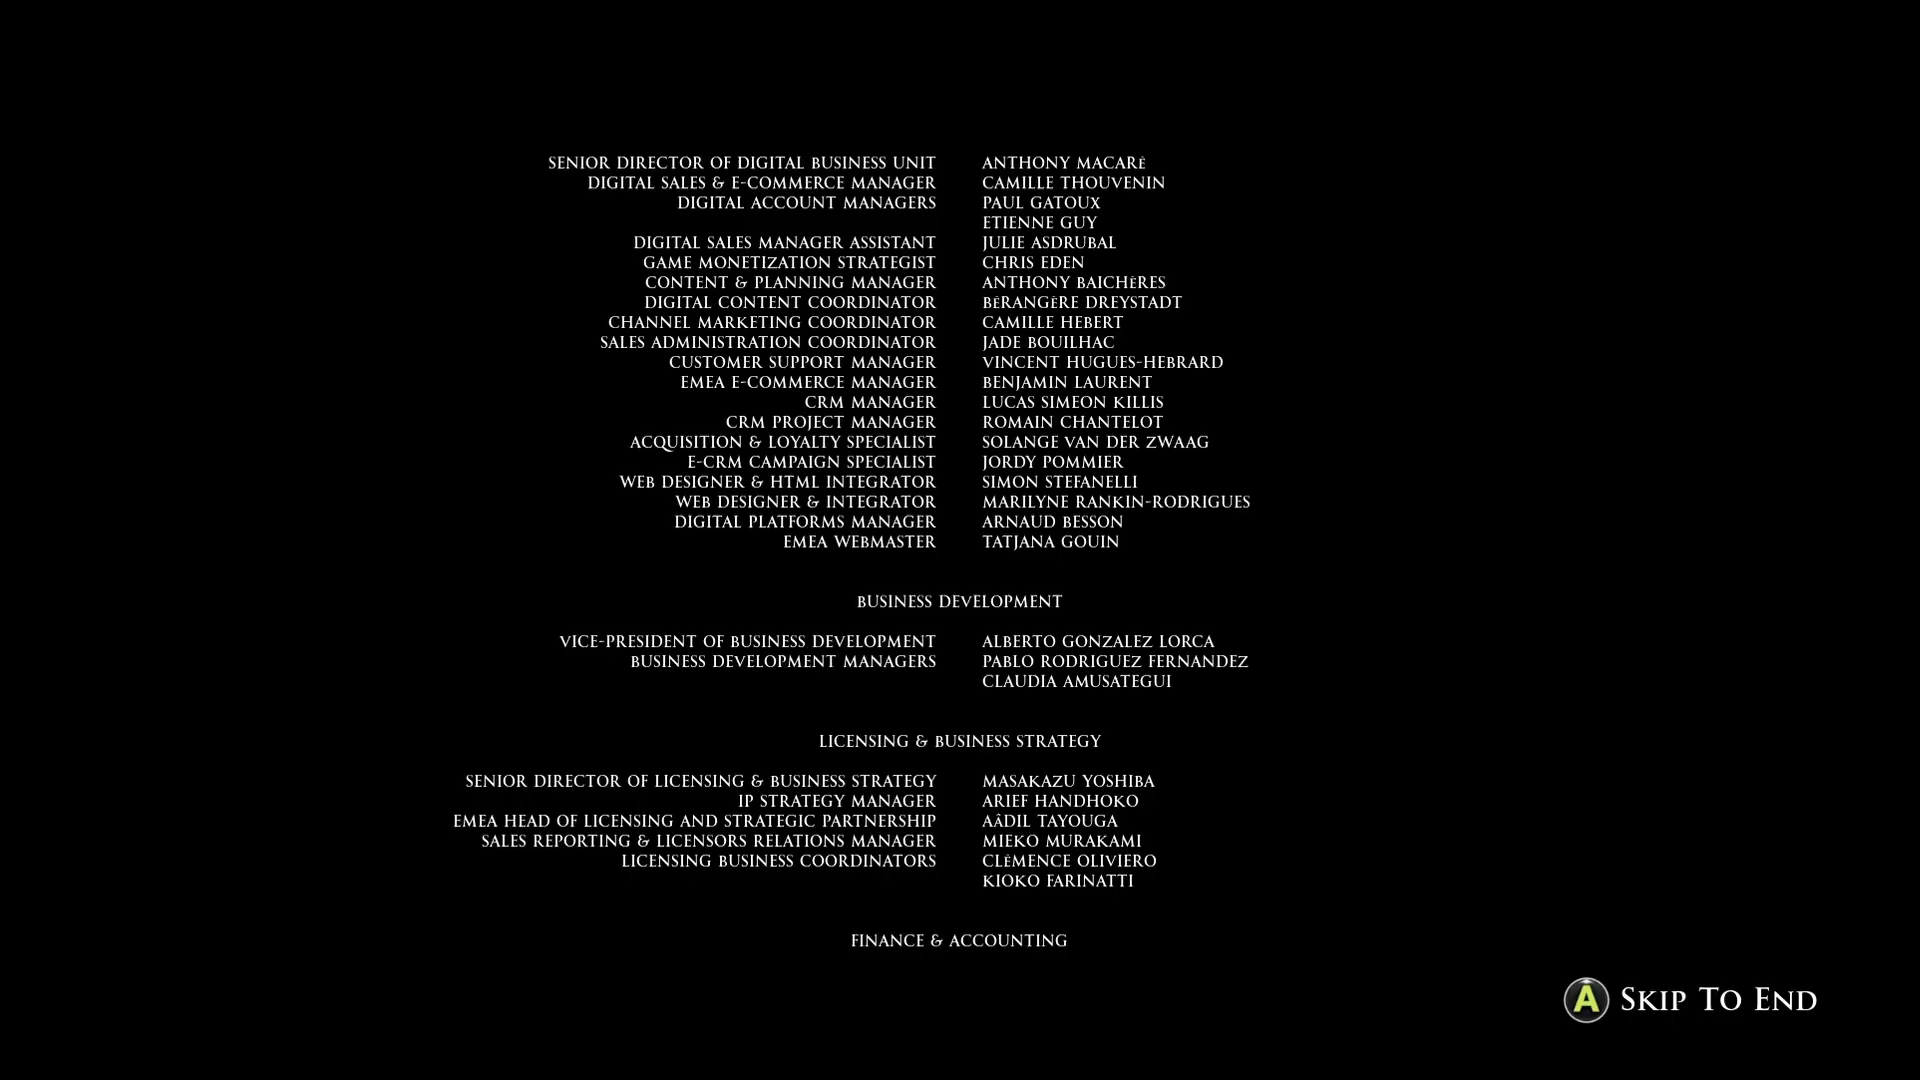 SENIOR DIRECTOR OF DIGITAL BUSINESS UNIT ANTHONY MACARÉ
DIGITAL SALES & E-COMMERCE MANAGER CAMILLE THOUVENIN
DIGITAL ACCOUNT MANAGERS PAUL GATOUX
ETIENNE GUY
DIGITAL SALES MANAGER ASSISTANT JULIE ASDRUBAL
GAME MONETIZATION STRATEGIST CHRIS EDEN
CONTENT & PLANNING MANAGER ANTHONY BAICHÈRES
DIGITAL CONTENT COORDINATOR BÉRANGÈRE DREYSTADT
CHANNEL MARKETING COORDINATOR CAMILLE HEBERT
SALES ADMINISTRATION COORDINATOR JADE BOUILHAC
CUSTOMER SUPPORT MANAGER VINCENT HUGUES-HEBRARD
EMEA E-COMMERCE MANAGER BENJAMIN LAURENT
CRM MANAGER LUCAS SIMEON KILLIS
CRM PROJECT MANAGER ROMAIN CHANTELOT
ACQUISITION & LOYALTY SPECIALIST SOLANGE VAN DER ZWAAG
E-CRM CAMPAIGN SPECIALIST JORDY POMMIER
WEB DESIGNER & HTML INTEGRATOR SIMON STEFANELLI
WEB DESIGNER & INTEGRATOR MARILYNE RANKIN-RODRIGUES
DIGITAL PLATFORMS MANAGER ARNAUD BESSON
EMEA WEBMASTER TATJANA GOUIN
BUSINESS DEVELOPMENT
VICE-PRESIDENT OF BUSINESS DEVELOPMENT ALBERTO GONZALEZ LORCA
BUSINESS DEVELOPMENT MANAGERS PABLO RODRIGUEZ FERNANDEZ
CLAUDIA AMUSATEGUI
LICENSING & BUSINESS STRATEGY
SENIOR DIRECTOR OF LICENSING & BUSINESS STRATEGY MASAKAZU YOSHIBA
IP STRATEGY MANAGER ARIEF HANDHOKO
EMEA HEAD OF LICENSING AND STRATEGIC PARTNERSHIP AÂDIL TAYOUGA
SALES REPORTING & LICENSORS RELATIONS MANAGER MIEKO MURAKAMI
LICENSING BUSINESS COORDINATORS CLÉMENCE OLIVIERO
KIOKO FARINATTI
FINANCE & ACCOUNTING
A SKIP TO END